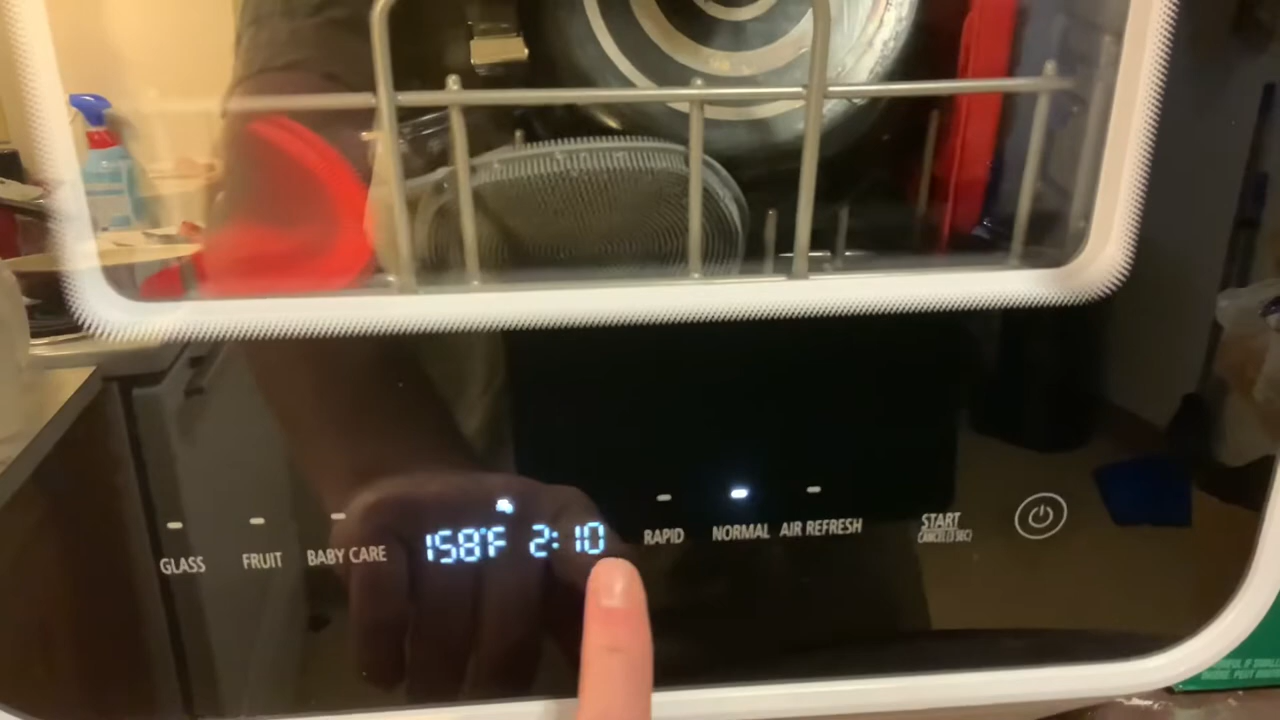 GLASS
FRUIT
BABY CARE
158°F 2:10
RAPID
NORMAL
AIR REFRESH
START
CANCEL(3 SEC)